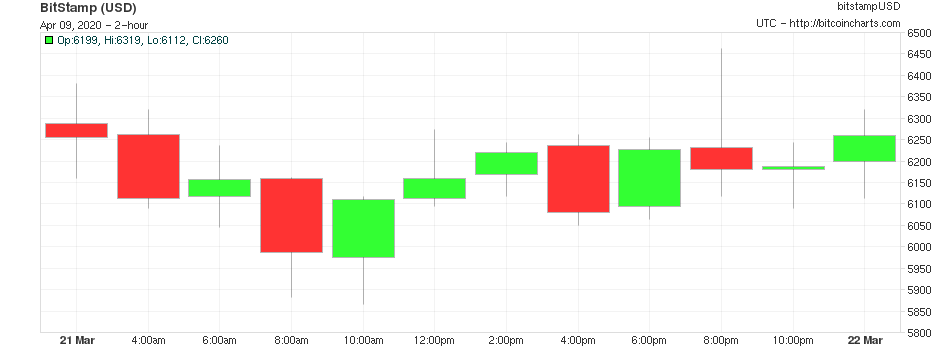 BitStamp (USD)
bitstampUSD
Apr 09, 2020 - 2-hour
UTC - http://bitcoincharts.com
Op:6199, Hi:6319, Lo:6112, Cl:6260
6500
6450
6400
6350
6300
6250
6200
6150
6100
6050
6000
5950
5900
5850
5800
21 Mar 4:00am 6:00am 8:00am 10:00am 12:00pm 2:00pm 4:00pm 6:00pm 8:00pm 10:00pm 22 Mar